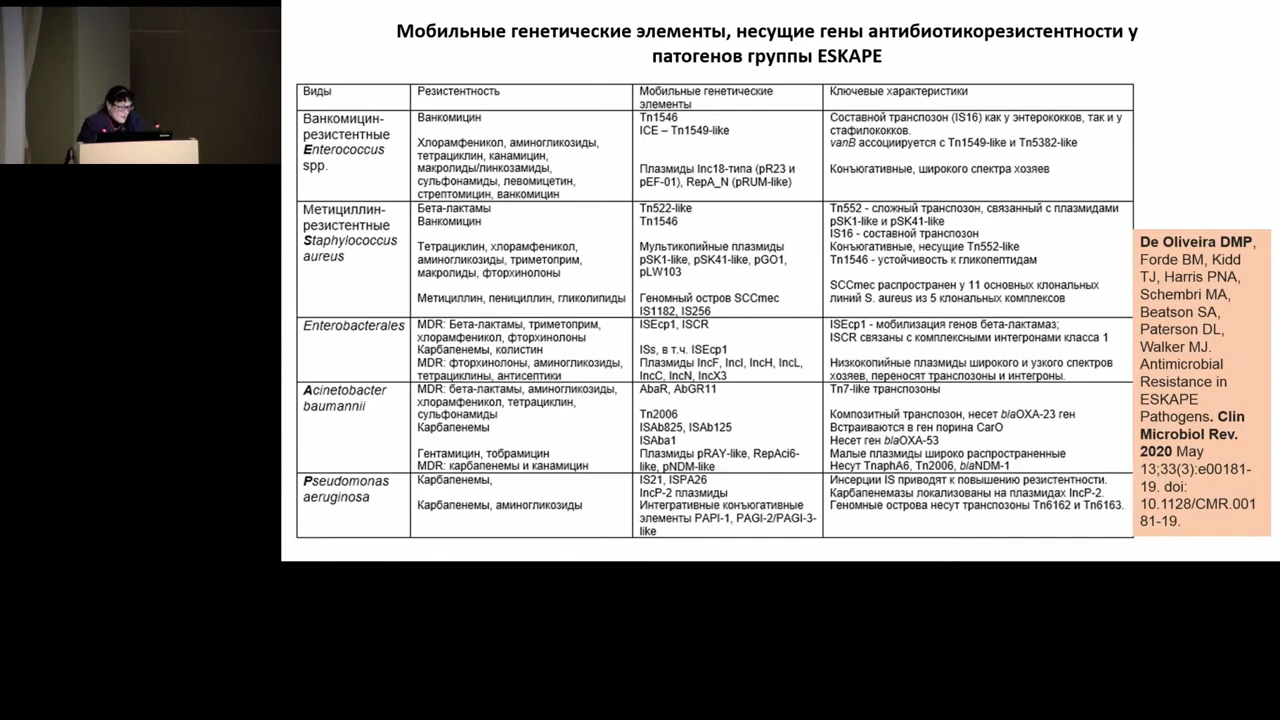 Мобильные генетические элементы, несущие гены антибиотикорезистентности у
патогенов группы ESKAPE
Виды
Резистентность
Мобильные генетические
элементы
Ключевые характеристики
Ванкомицин-
резистентные
Enterococcus
spp.
Ванкомицин
Хлорамфеникол, аминогликозиды,
тетрациклин, канамицин,
макролиды/линкозамиды,
сульфонамиды, левомицетин,
стрептомицин, ванкомицин
Tn1546
ICE – Tn1549-like
Плазмиды Inc18-типа (pR23 и
pEF-01), RepA_N (pRUM-like)
Составной транспозон (IS16) как у энтерококков, так и у
стафилококков.
vanB ассоциируется с Tn1549-like и Tn5382-like
Конъюгативные, широкого спектра хозяев
Метициллин-
резистентные
Staphylococcus
aureus
Бета-лактамы
Ванкомицин
Тетрациклин, хлорамфеникол,
аминогликозиды, триметоприм,
макролиды, фторхинолоны
Метициллин, пенициллин, гликолипиды
Tn522-like
Tn1546
Мультикопийные плазмиды
pSK1-like, pSK41-like, pGO1,
pLW103
Геномный остров SCCmec
IS1182, IS256
Tn552 - сложный транспозон, связанный с плазмидами
pSK1-like и pSK41-like
IS16 - составной транспозон
Конъюгативные, несущие Tn552-like
Tn1546 - устойчивость к гликопептидам
SCCmec распространен у 11 основных клональных
линий S. aureus из 5 клональных комплексов
Enterobacterales
MDR: Бета-лактамы, триметоприм,
хлорамфеникол, фторхинолоны
Карбапенемы, колистин
MDR: фторхинолоны, аминогликозиды,
тетрациклины, антисептики
ISEcp1, ISCR
ISs, в т.ч. ISEcp1
Плазмиды IncF, IncI, IncH, IncL,
IncC, IncN, IncX3
ISEcp1 - мобилизация генов бета-лактамаз;
ISCR связаны с комплексными интегронами класса 1
Низкокопийные плазмиды широкого и узкого спектров
хозяев, переносят транспозоны и интегроны.
Acinetobacter
baumannii
MDR: бета-лактамы, аминогликозиды,
хлорамфеникол, тетрациклин,
сульфонамиды
Карбапенемы
Гентамицин, тобрамицин
MDR: карбапенемы и канамицин
AbaR, AbGR11
Tn2006
ISAb825, ISAb125
ISAba1
Плазмиды pRAY-like, RepAci6-
like, pNDM-like
Tn7-like транспозоны
Композитный транспозон, несет blaOXA-23 ген
Встраиваются в ген порина CarO
Несет ген blaOXA-53
Малые плазмиды широко распространенные
Несут TnaphA6, Tn2006, blaNDM-1
Pseudomonas
aeruginosa
Карбапенемы,
Карбапенемы, аминогликозиды
IS21, ISPA26
IncP-2 плазмиды
Интегративные конъюгативные
элементы PAPI-1, PAGI-2/PAGI-3-
like
Инсерции IS приводят к повышению резистентности.
Карбапенемазы локализованы на плазмидах IncP-2.
Геномные острова несут транспозоны Tn6162 и Tn6163.
De Oliveira DMP,
Forde BM, Kidd
TJ, Harris PNA,
Schembri MA,
Beatson SA,
Paterson DL,
Walker MJ.
Antimicrobial
Resistance in
ESKAPE
Pathogens. Clin
Microbiol Rev.
2020 May
13;33(3):e00181-
19. doi:
10.1128/CMR.001
81-19.